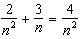 2/n² + 3/n = 4/n²